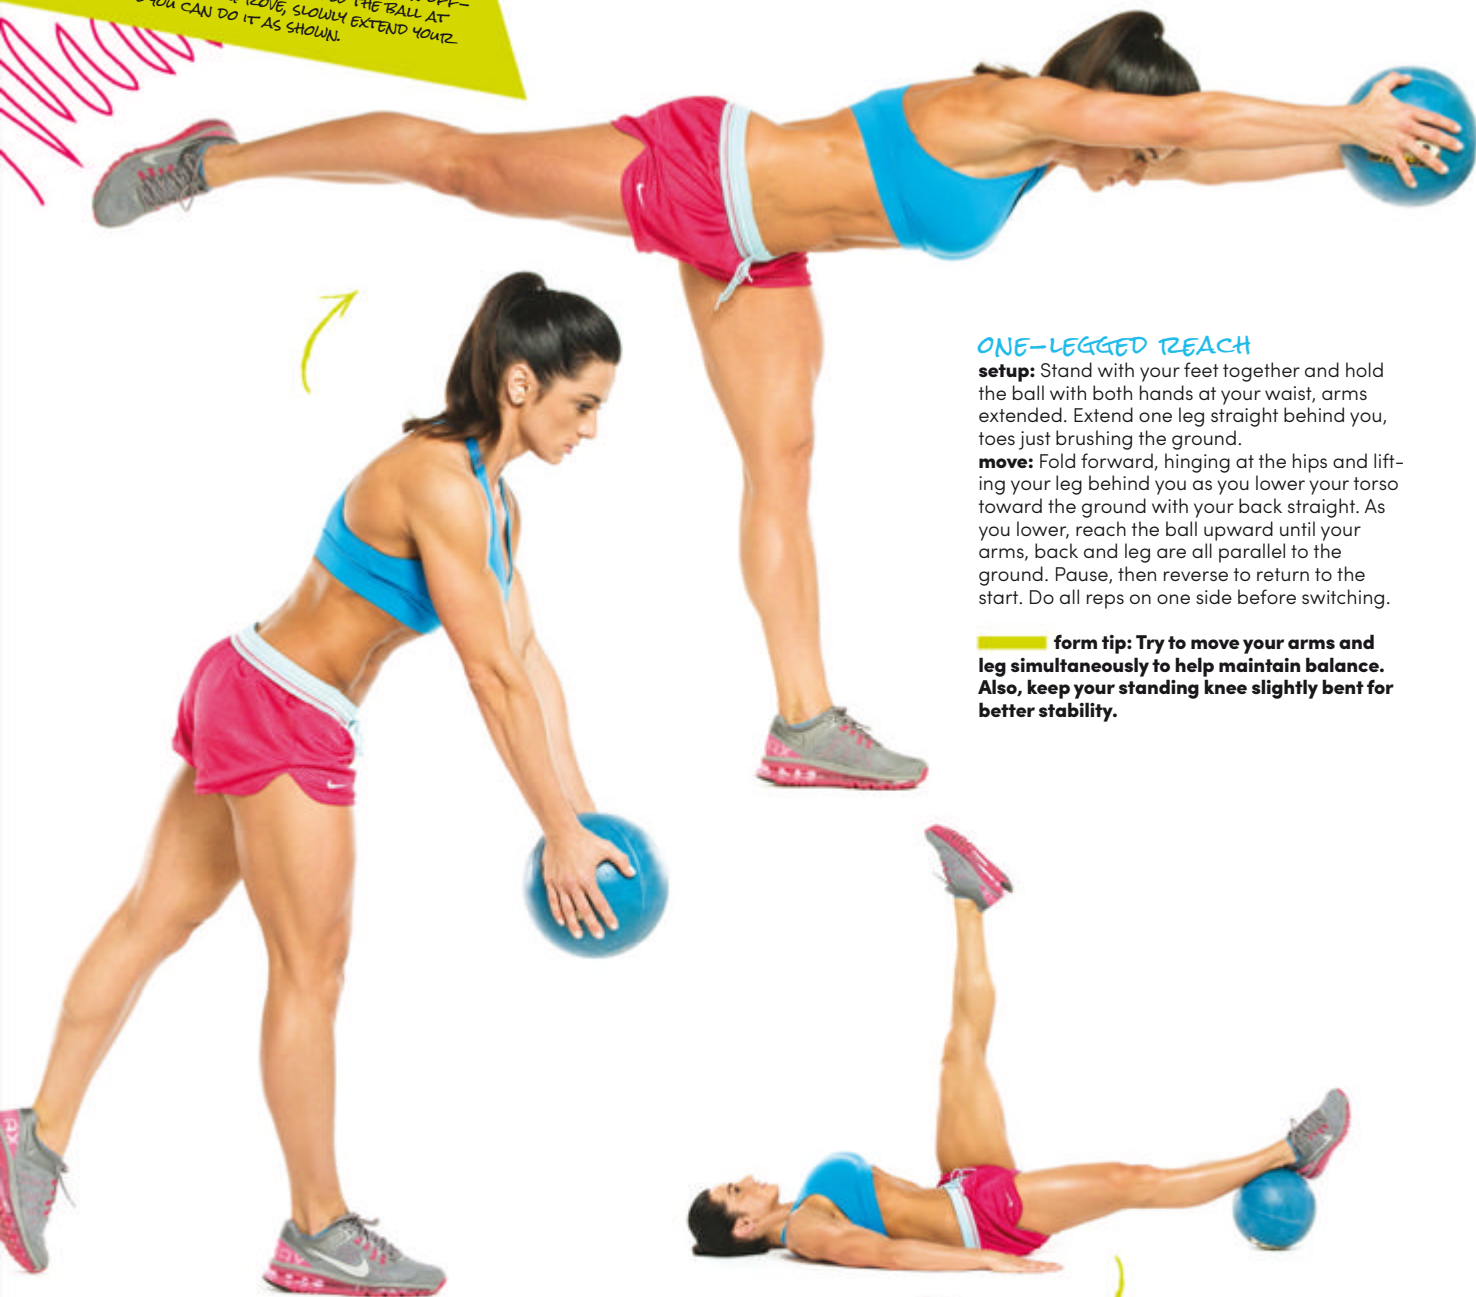 THE BALL AT
SLOWLY EXTEND YOUR
YOU CAN DO IT AS SHOWN.
ONE-LEGGED REACH
setup: Stand with your feet together and hold
the ball with both hands at your waist, arms
extended. Extend one leg straight behind you,
toes just brushing the ground.
move: Fold forward, hinging at the hips and lift-
ing your leg behind you as you lower your torso
toward the ground with your back straight. As
you lower, reach the ball upward until your
arms, back and leg are all parallel to the
ground. Pause, then reverse to return to the
start. Do all reps on one side before switching.
form tip: Try to move your arms and
leg simultaneously to help maintain balance.
Also, keep your standing knee slightly bent for
better stability.